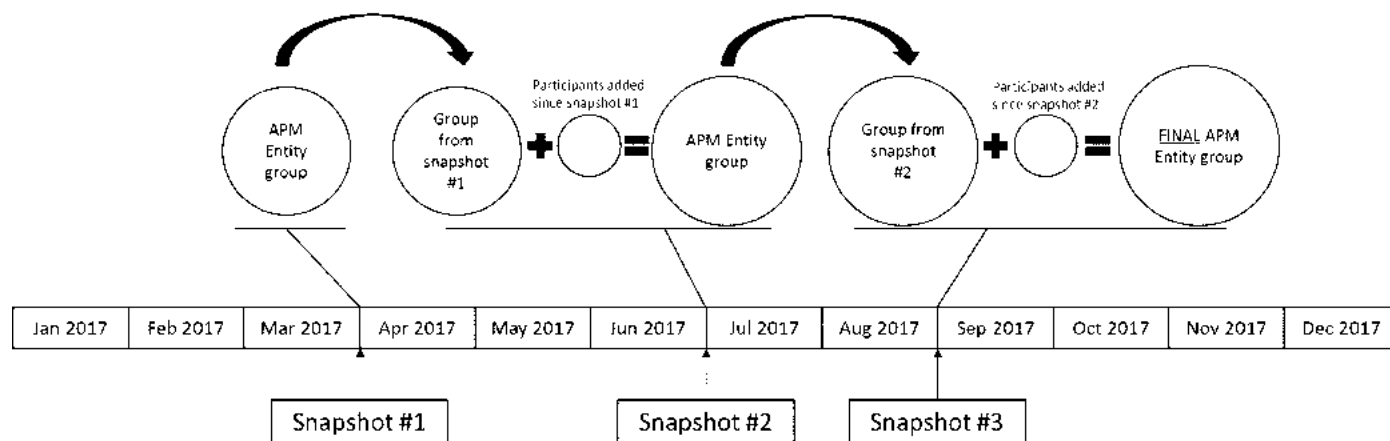 APM
Entity
group
Group
from
snapshot
#1
Participants added
since snapshot #1
APM Entity
group
Group from
snapshot
#2
Participants added
since snapshot #2
FINAL APM
Entity group
Jan 2017
Feb 2017
Mar 2017
Apr 2017
May 2017
Jun 2017
Jul 2017
Aug 2017
Sep 2017
Oct 2017
Nov 2017
Dec 2017
Snapshot #1
Snapshot #2
Snapshot #3